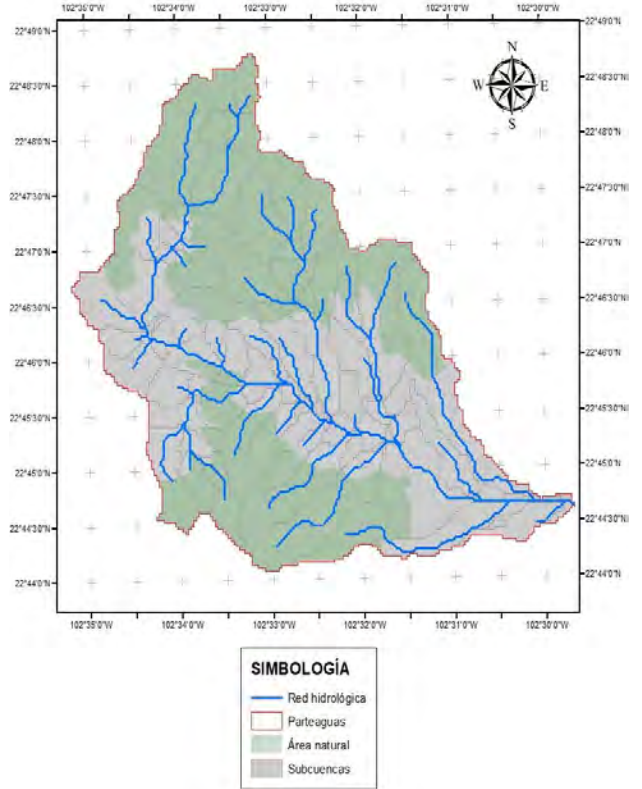 102°35'0"W 102°34'0"W 102°33'0"W 102°32'0"W 102°31'0"W 102°30'0"W
22°49'0"N 22°49'0"N
22°48'30"N 22°48'30"N
22°48'0"N 22°48'0"N
22°47'30"N 22°47'30"N
22°47'0"N 22°47'0"N
22°46'30"N 22°46'30"N
22°46'0"N 22°46'0"N
22°45'30"N 22°45'30"N
22°45'0"N 22°45'0"N
22°44'30"N 22°44'30"N
22°44'0"N 22°44'0"N
N
W E
S
102°35'0"W 102°34'0"W 102°33'0"W 102°32'0"W 102°31'0"W 102°30'0"W
SIMBOLOGÍA
Red hidrológica
Parteaguas
Área natural
Subcuencas